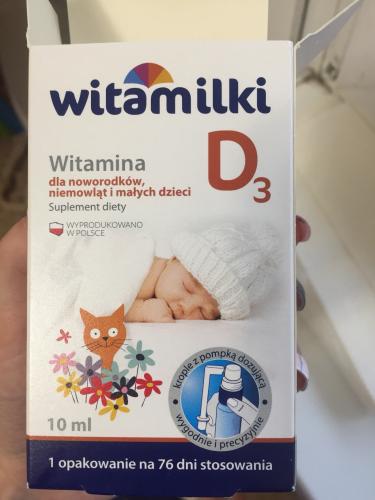 witamilki
Witamina
D3
dla noworodków,
niemowląt i małych dzieci
Suplement diety
WYPRODUKOWANO
W POLSCE
krople z pompką dozującą
wygodnie i precyzyjnie
10 ml
1 opakowanie na 76 dni stosowania